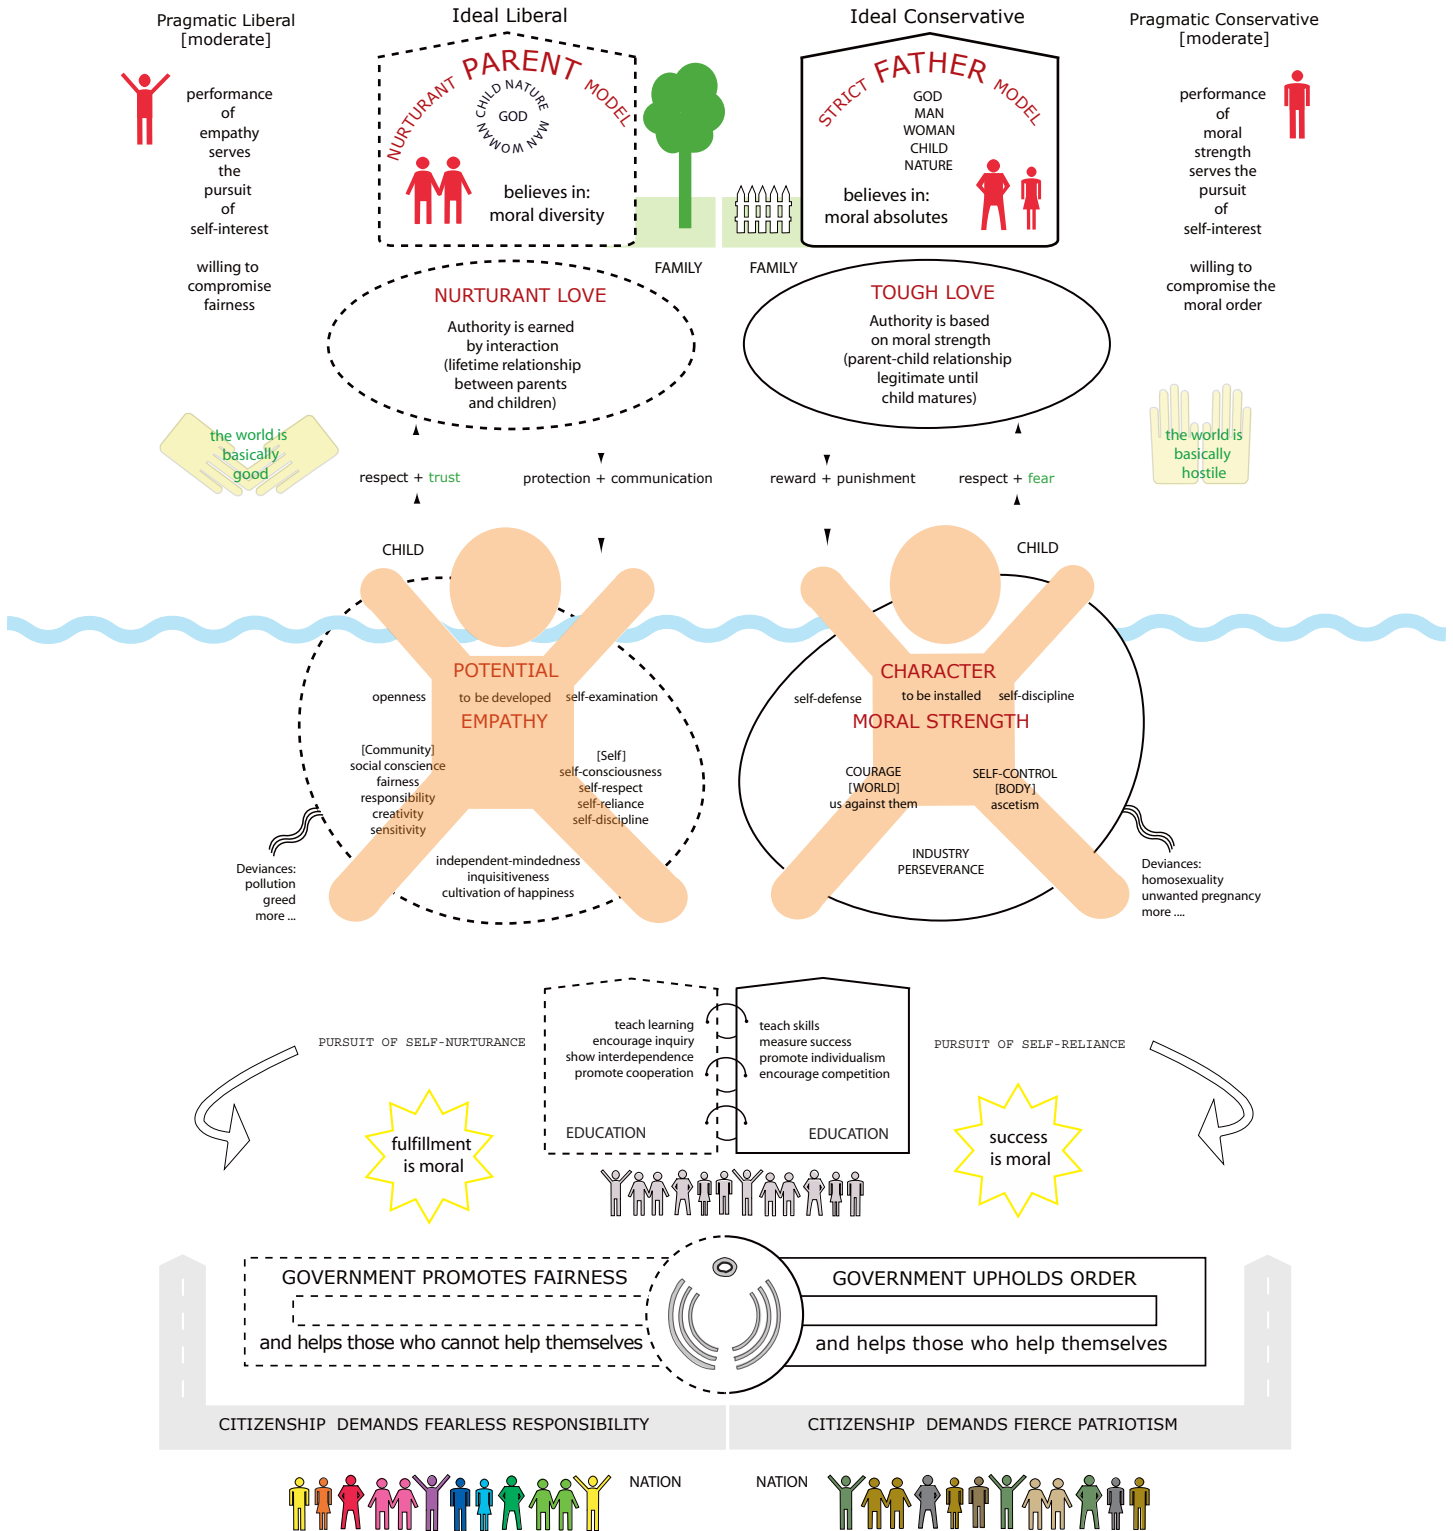 Pragmatic Liberal
[moderate]
Ideal Liberal
Ideal Conservative
Pragmatic Conservative
[moderate]
performance
of
empathy
serves
the
pursuit
of
self-interest
willing to
compromise
fairness
NURTURANT PARENT MODEL
CHILD NATURE MAN WOMAN
GOD
believes in:
moral diversity
STRICT FATHER MODEL
GOD
MAN
WOMAN
CHILD
NATURE
believes in:
moral absolutes
performance
of
moral
strength
serves the
pursuit
of
self-interest
willing to
compromise the
moral order
FAMILY
FAMILY
NURTURANT LOVE
Authority is earned
by interaction
(lifetime relationship
between parents
and children)
TOUGH LOVE
Authority is based
on moral strength
(parent-child relationship
legitimate until
child matures)
the world is
basically
good
the world is
basically
hostile
respect + trust
protection + communication
reward + punishment
respect + fear
CHILD
CHILD
POTENTIAL
openness
to be developed
self-examination
EMPATHY
[Community]
social conscience
fairness
responsibility
creativity
sensitivity
[Self]
self-consciousness
self-respect
self-reliance
self-discipline
independent-mindedness
inquisitiveness
cultivation of happiness
Deviances:
pollution
greed
more ...
CHARACTER
self-defense
to be installed
self-discipline
MORAL STRENGTH
COURAGE
[WORLD]
us against them
SELF-CONTROL
[BODY]
ascetism
INDUSTRY
PERSEVERANCE
Deviances:
homosexuality
unwanted pregnancy
more ....
PURSUIT OF SELF-NURTURANCE
teach learning
encourage inquiry
show interdependence
promote cooperation
EDUCATION
teach skills
measure success
promote individualism
encourage competition
EDUCATION
PURSUIT OF SELF-RELIANCE
fulfillment
is moral
success
is moral
GOVERNMENT PROMOTES FAIRNESS
and helps those who cannot help themselves
GOVERNMENT UPHOLDS ORDER
and helps those who help themselves
CITIZENSHIP DEMANDS FEARLESS RESPONSIBILITY
CITIZENSHIP DEMANDS FIERCE PATRIOTISM
NATION
NATION